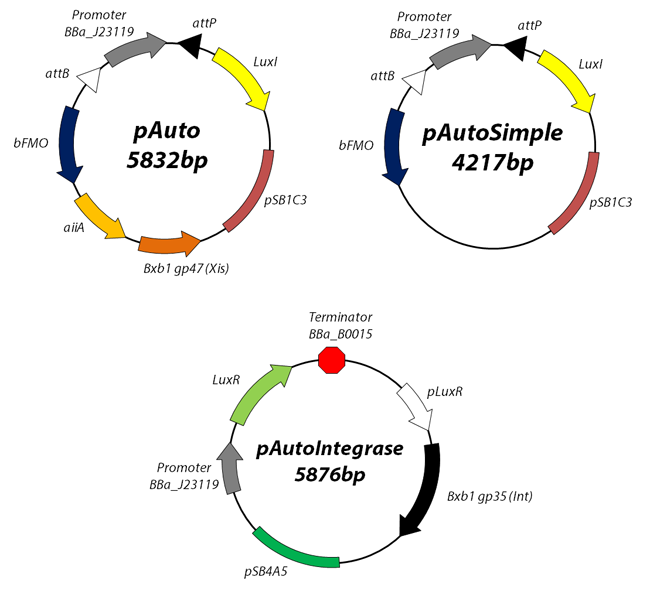 Promoter
BBa_J23119
attP
LuxI
attB
pAuto
5832bp
bFMO
pSB1C3
aiiA
Bxb1 gp47 (Xis)
Promoter
BBa_J23119
attP
LuxI
attB
pAutoSimple
4217bp
bFMO
pSB1C3
Terminator
BBa_B0015
LuxR
pLuxR
pAutoIntegrase
5876bp
Promoter
BBa_J23119
Bxb1 gp35 (Int)
pSB4A5